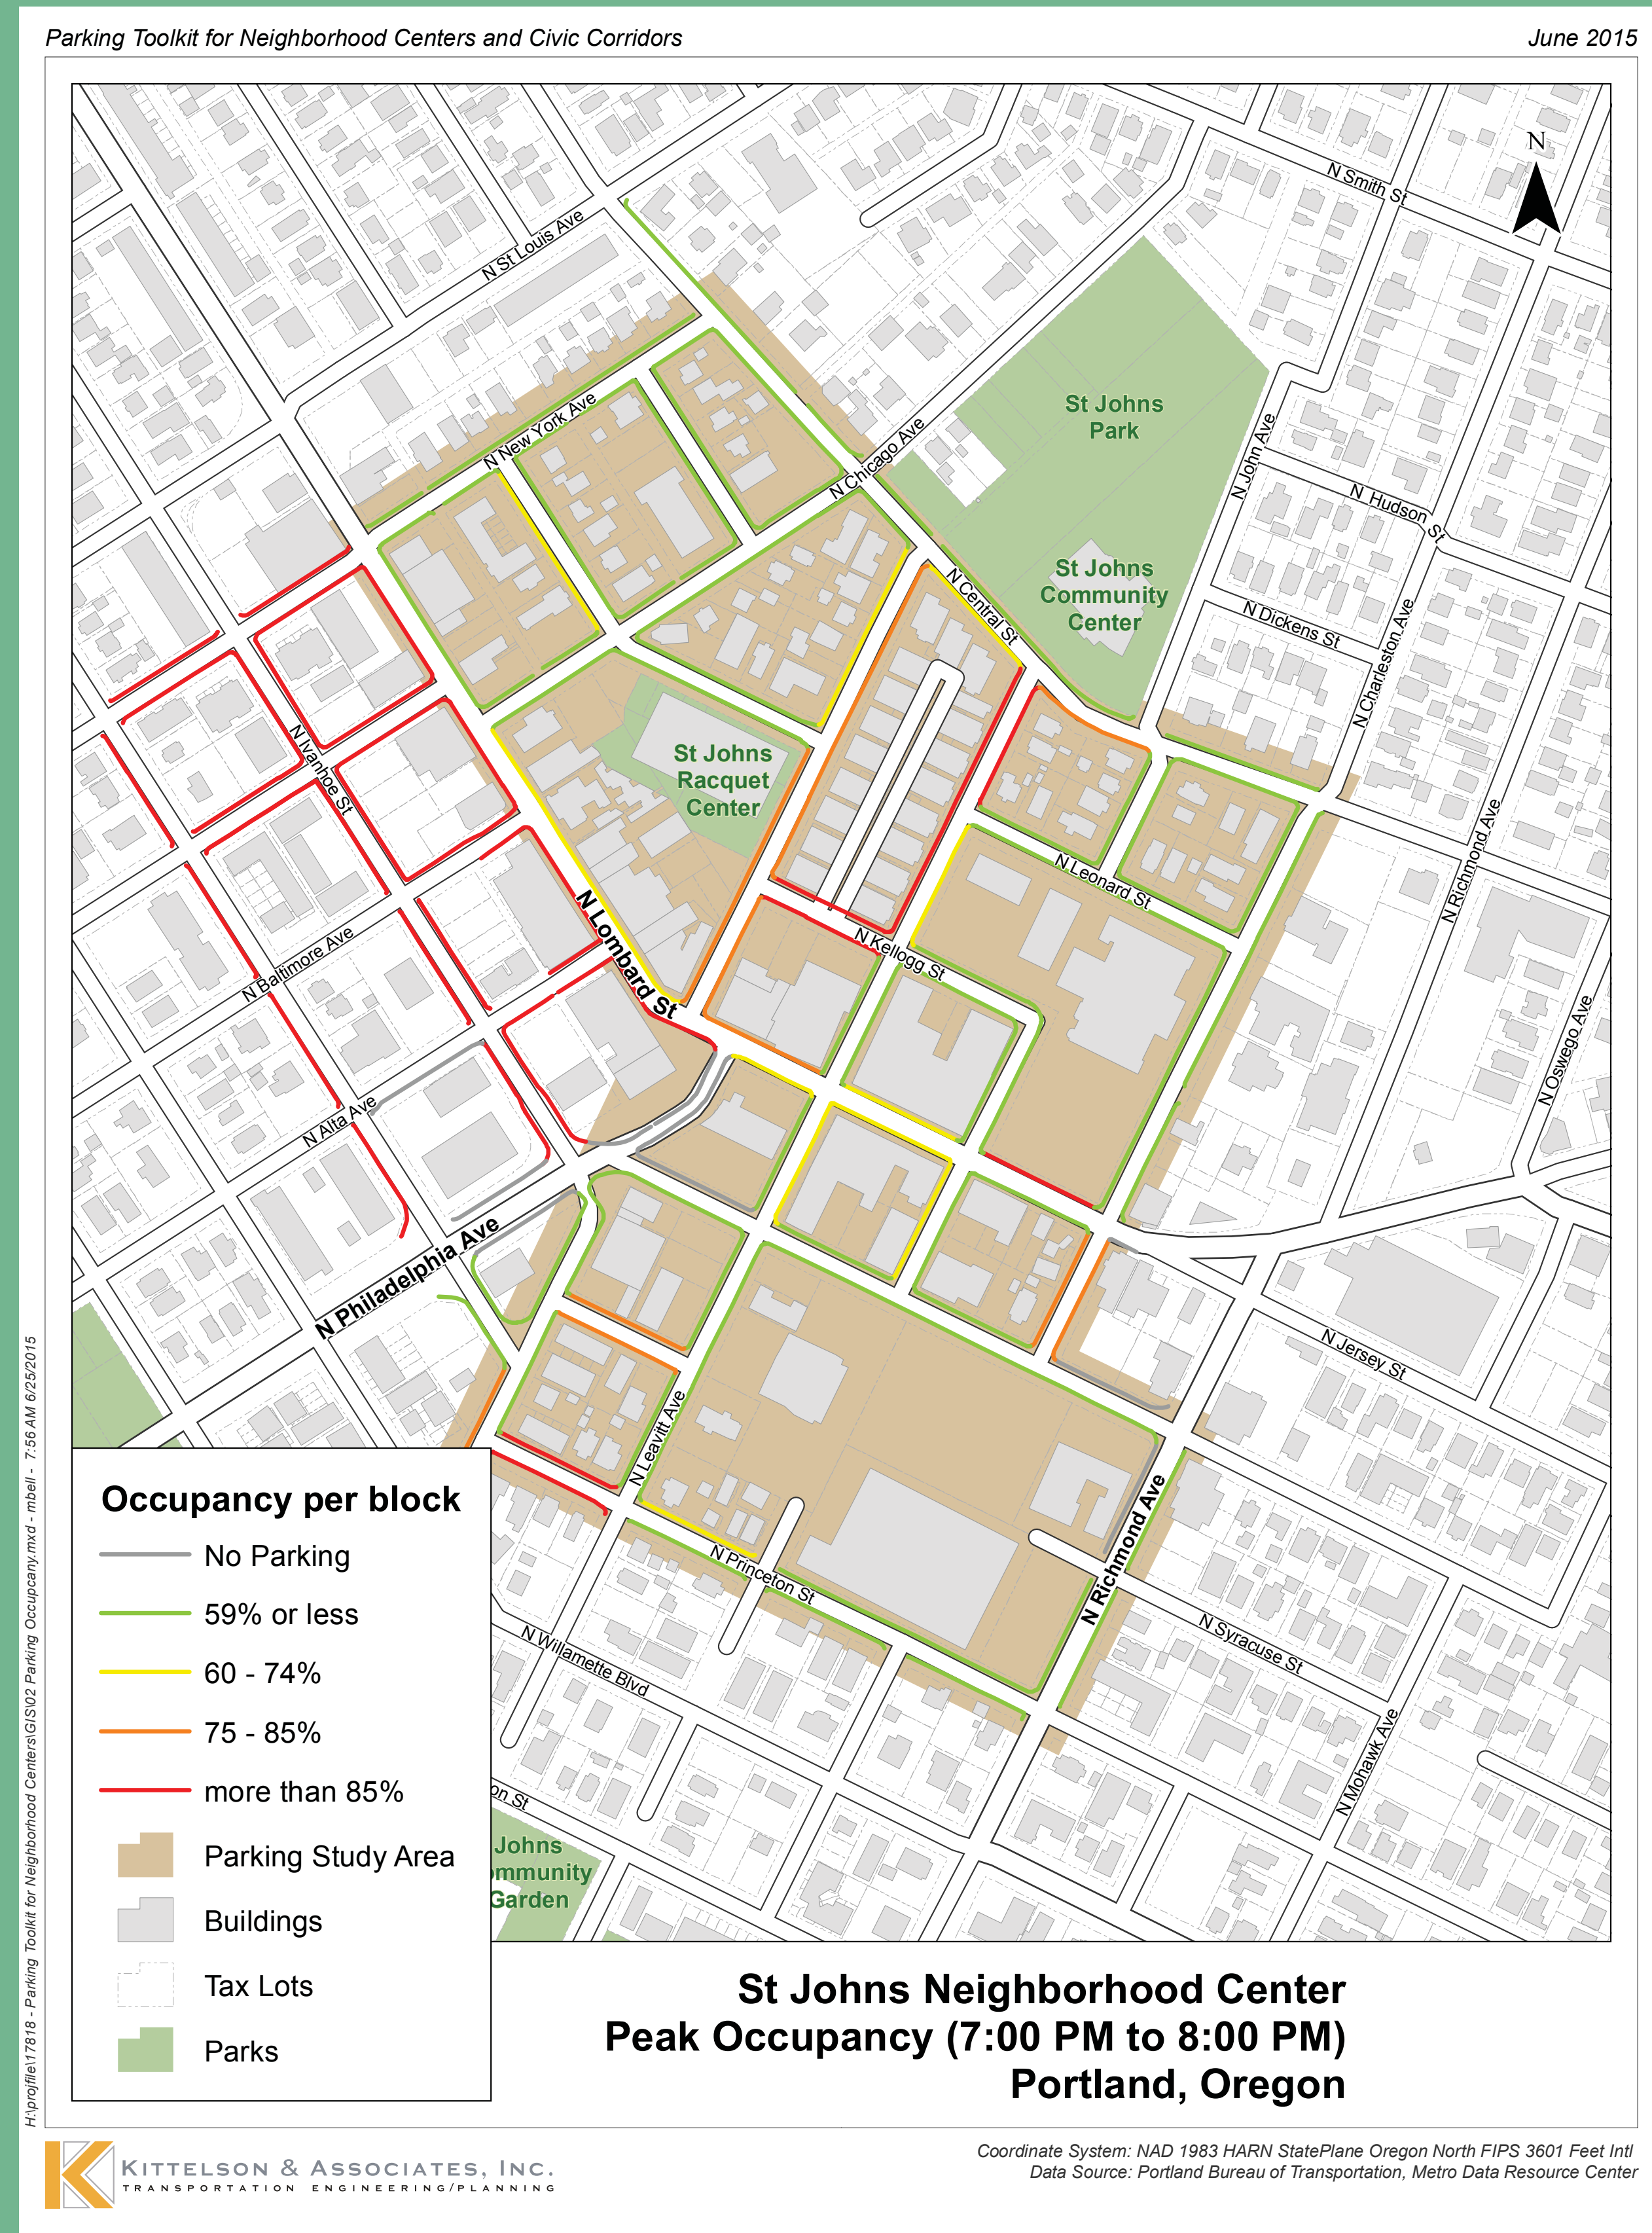 Parking Toolkit for Neighborhood Centers and Civic Corridors
June 2015
N
N Smith St
N St Louis Ave
St Johns
Park
N New York Ave
N Chicago Ave
N John Ave
N Hudson St
St Johns
Community
Center
N Central St
N Dickens St
N Charleston Ave
N Ivanhoe St
St Johns
Racquet
Center
N Richmond Ave
N Leonard St
N Lombard St
N Kellogg St
N Baltimore Ave
N Oswego Ave
N Alta Ave
N Philadelphia Ave
N Jersey St
N Leavitt Ave
N Richmond Ave
N Princeton St
N Syracuse St
N Willamette Blvd
N Mohawk Ave
on St
Johns
ommunity
Garden
Occupancy per block
No Parking
59% or less
60 - 74%
75 - 85%
more than 85%
Parking Study Area
Buildings
Tax Lots
Parks
St Johns Neighborhood Center
Peak Occupancy (7:00 PM to 8:00 PM)
Portland, Oregon
H:\projfile\17818 - Parking Toolkit for Neighborhood Centers\GIS\02 Parking Occupcany.mxd - mbell - 7:56 AM 6/25/2015
KITTELSON & ASSOCIATES, INC.
TRANSPORTATION ENGINEERING/PLANNING
Coordinate System: NAD 1983 HARN StatePlane Oregon North FIPS 3601 Feet Intl
Data Source: Portland Bureau of Transportation, Metro Data Resource Center